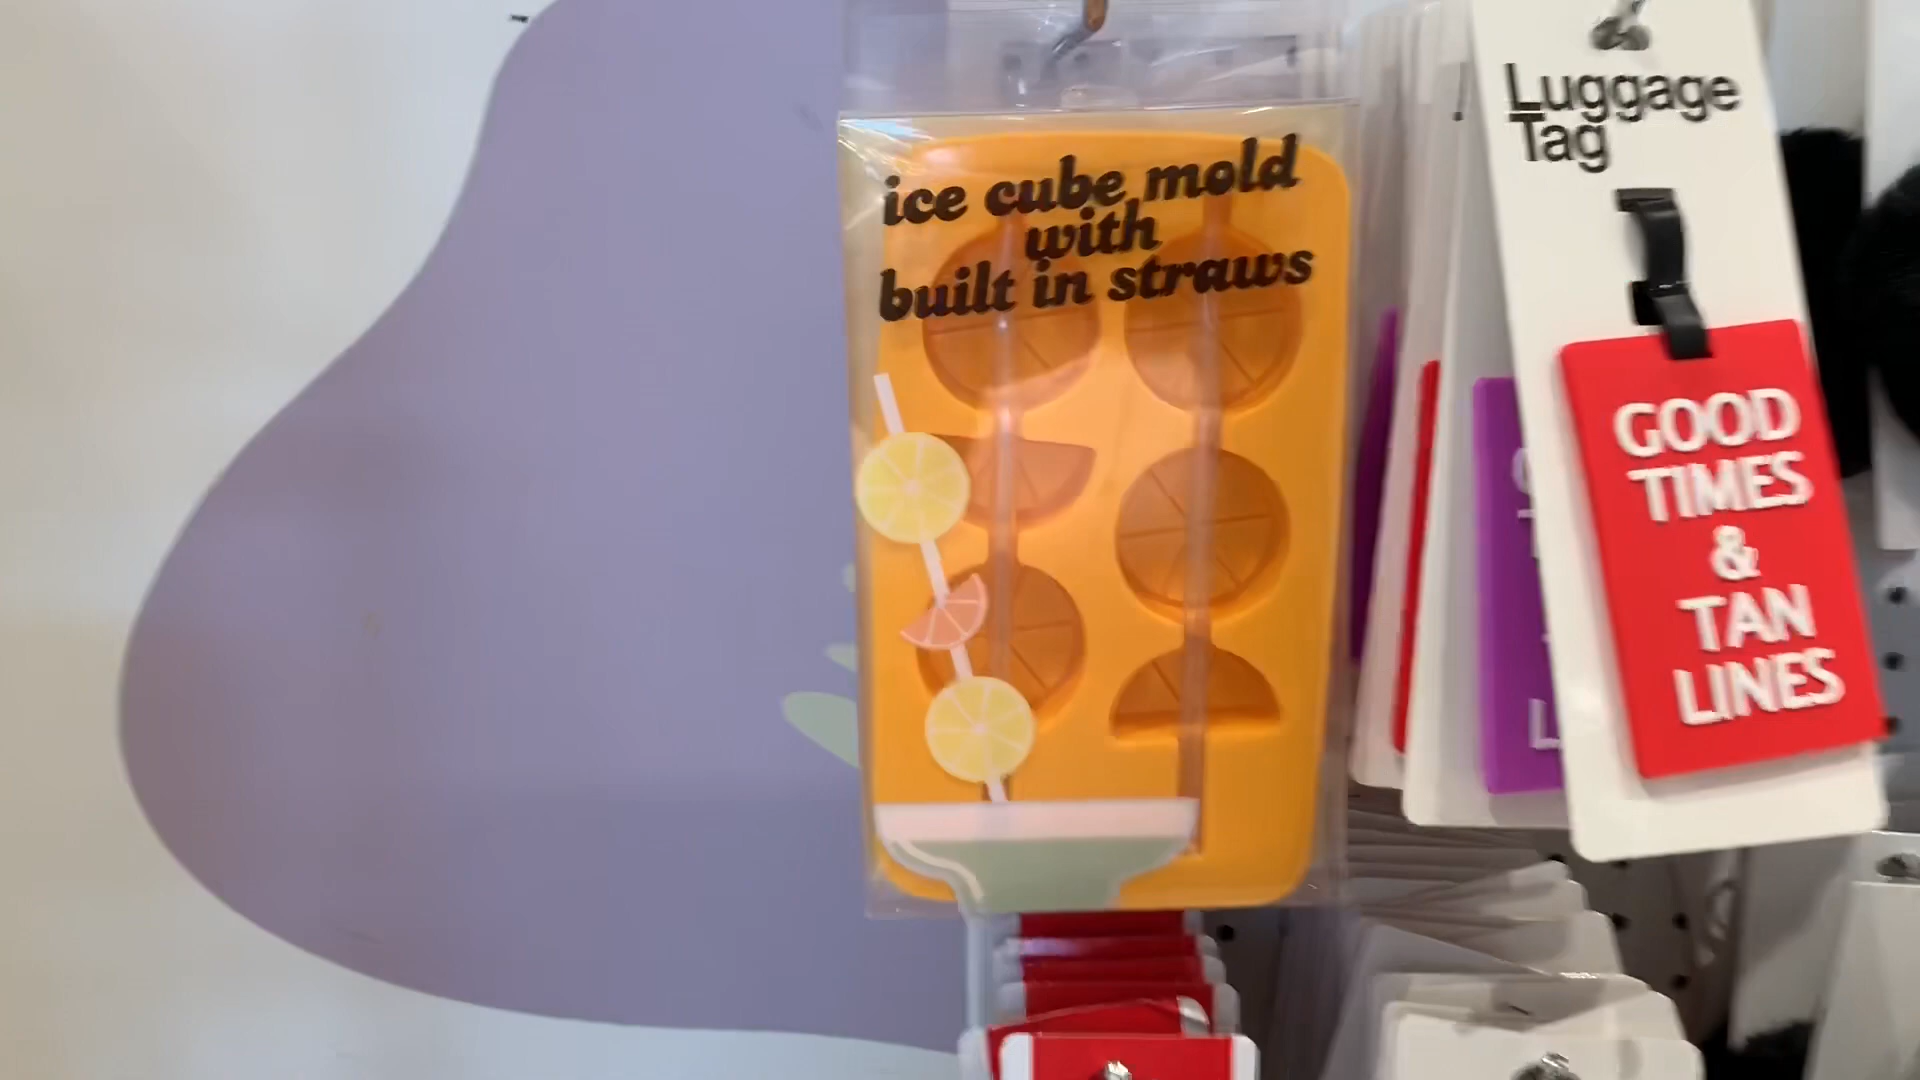 ice cube mold
with
built in straws
Luggage
Tag
GOOD
TIMES
&
TAN
LINES
L